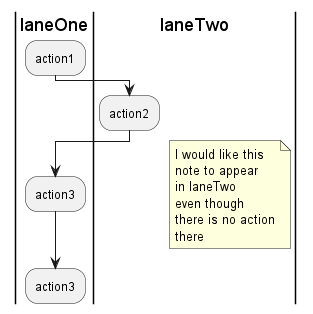 laneOne
laneTwo
action1
action2
I would like this
note to appear
in laneTwo
even though
there is no action
there
action3
action3